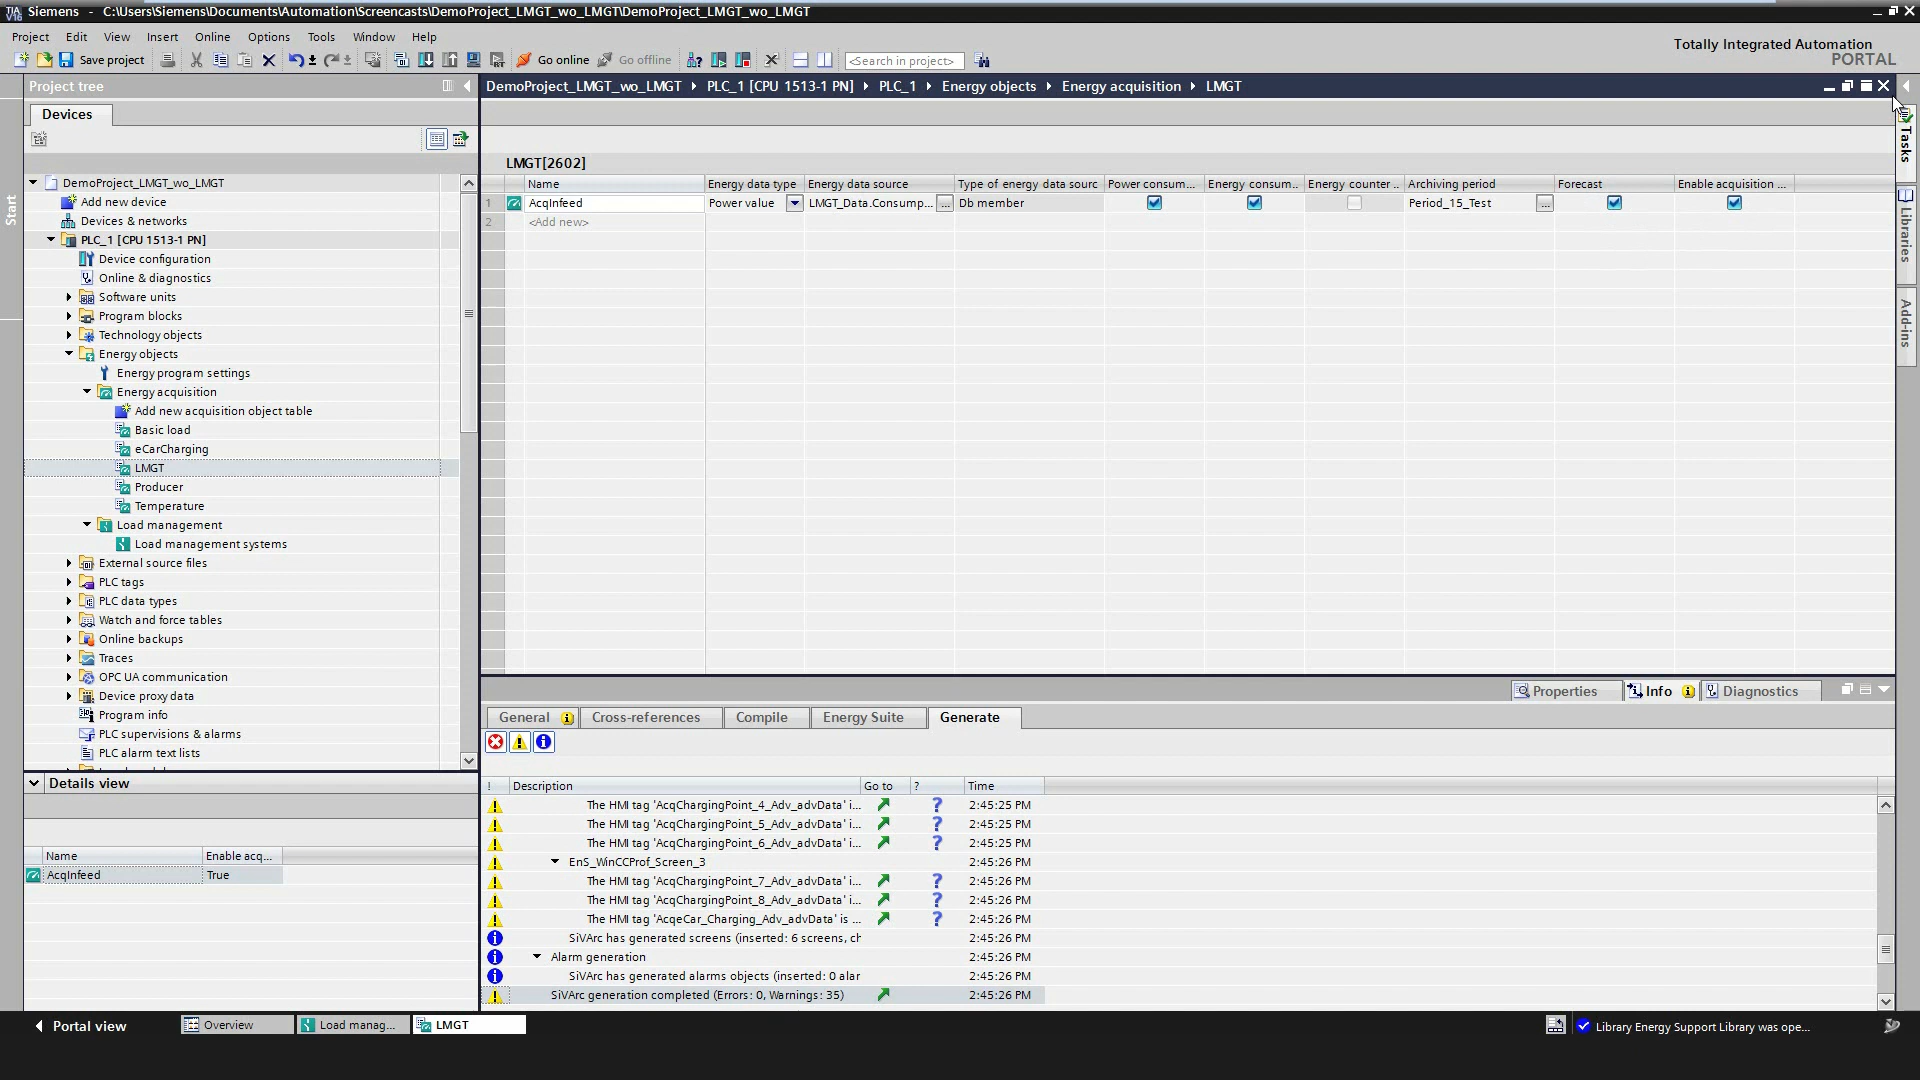 Siemens - C:\Users\Siemens\Documents\Automation\Screencasts\DemoProject_LMGT_wo_LMGT\DemoProject_LMGT_wo_LMGT
Project Edit View Insert Online Options Tools Window Help
Totally Integrated Automation
PORTAL
Save project Go online Go offline <Search in project>
Project tree
DemoProject_LMGT_wo_LMGT PLC_1 [CPU 1513-1 PN] PLC_1 Energy objects Energy acquisition LMGT
Devices
Start
Tasks
Libraries
Add-ins
DemoProject_LMGT_wo_LMGT
Add new device
Devices & networks
PLC_1 [CPU 1513-1 PN]
Device configuration
Online & diagnostics
Software units
Program blocks
Technology objects
Energy objects
Energy program settings
Energy acquisition
Add new acquisition object table
Basic load
eCarCharging
LMGT
Producer
Temperature
Load management
Load management systems
External source files
PLC tags
PLC data types
Watch and force tables
Online backups
Traces
OPC UA communication
Device proxy data
Program info
PLC supervisions & alarms
PLC alarm text lists
LMGT[2602]
Name Energy data type Energy data source Type of energy data sourc Power consum... Energy consum.. Energy counter .. Archiving period Forecast Enable acquisition ...
1 AcqInfeed Power value LMGT_Data.Consump... Db member Period_15_Test
2 <Add new>
Properties Info Diagnostics
General Cross-references Compile Energy Suite Generate
! Description Go to ? Time
The HMI tag 'AcqChargingPoint_4_Adv_advData' i... 2:45:25 PM
The HMI tag 'AcqChargingPoint_5_Adv_advData' i... 2:45:25 PM
The HMI tag 'AcqChargingPoint_6_Adv_advData' i... 2:45:25 PM
EnS_WinCCProf_Screen_3 2:45:26 PM
The HMI tag 'AcqChargingPoint_7_Adv_advData' i... 2:45:26 PM
The HMI tag 'AcqChargingPoint_8_Adv_advData' i... 2:45:26 PM
The HMI tag 'AcqeCar_Charging_Adv_advData' is ... 2:45:26 PM
SiVArc has generated screens (inserted: 6 screens, ch 2:45:26 PM
Alarm generation 2:45:26 PM
SiVArc has generated alarms objects (inserted: 0 alar 2:45:26 PM
SiVArc generation completed (Errors: 0, Warnings: 35) 2:45:26 PM
Details view
Name Enable acq...
AcqInfeed True
Portal view Overview Load manag... LMGT Library Energy Support Library was ope...